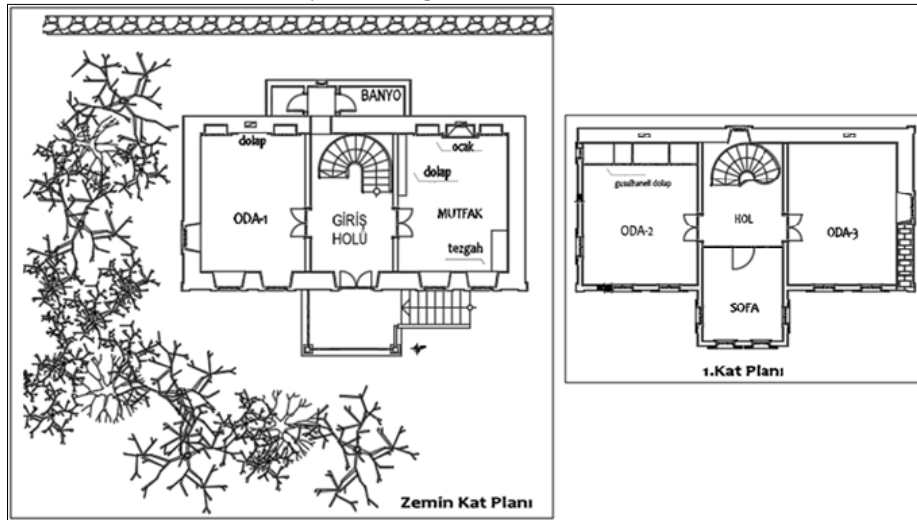 BANYO
dolap
ocak
dolap
ODA-1
GİRİŞ
HOLÜ
MUTFAK
tezgah
Zemin Kat Planı
gusulhaneli dolap
ODA-2
HOL
ODA-3
SOFA
1.Kat Planı